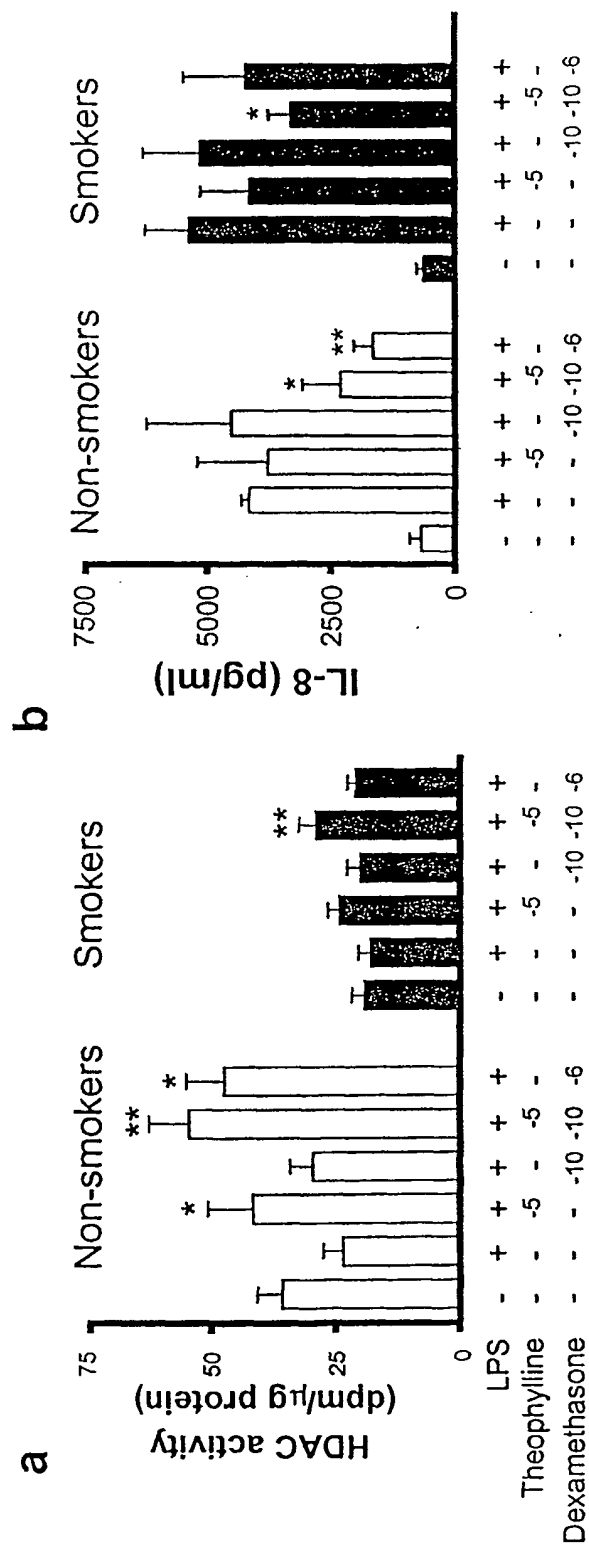 a
Non-smokers Smokers
HDAC activity
(dpm/µg protein)
75
50
25
0
* ** * **
LPS - + + + + + - + + + + +
Theophylline - - -5 - -5 - - - -5 - -5 -
Dexamethasone - - - -10 -10 -6 - - - -10 -10 -6
b
Non-smokers Smokers
IL-8 (pg/ml)
7500
5000
2500
0
* ** *
- + + + + + - + + + + +
- - -5 - -5 - - - -5 - -5 -
- - - -10 -10 -6 - - - -10 -10 -6